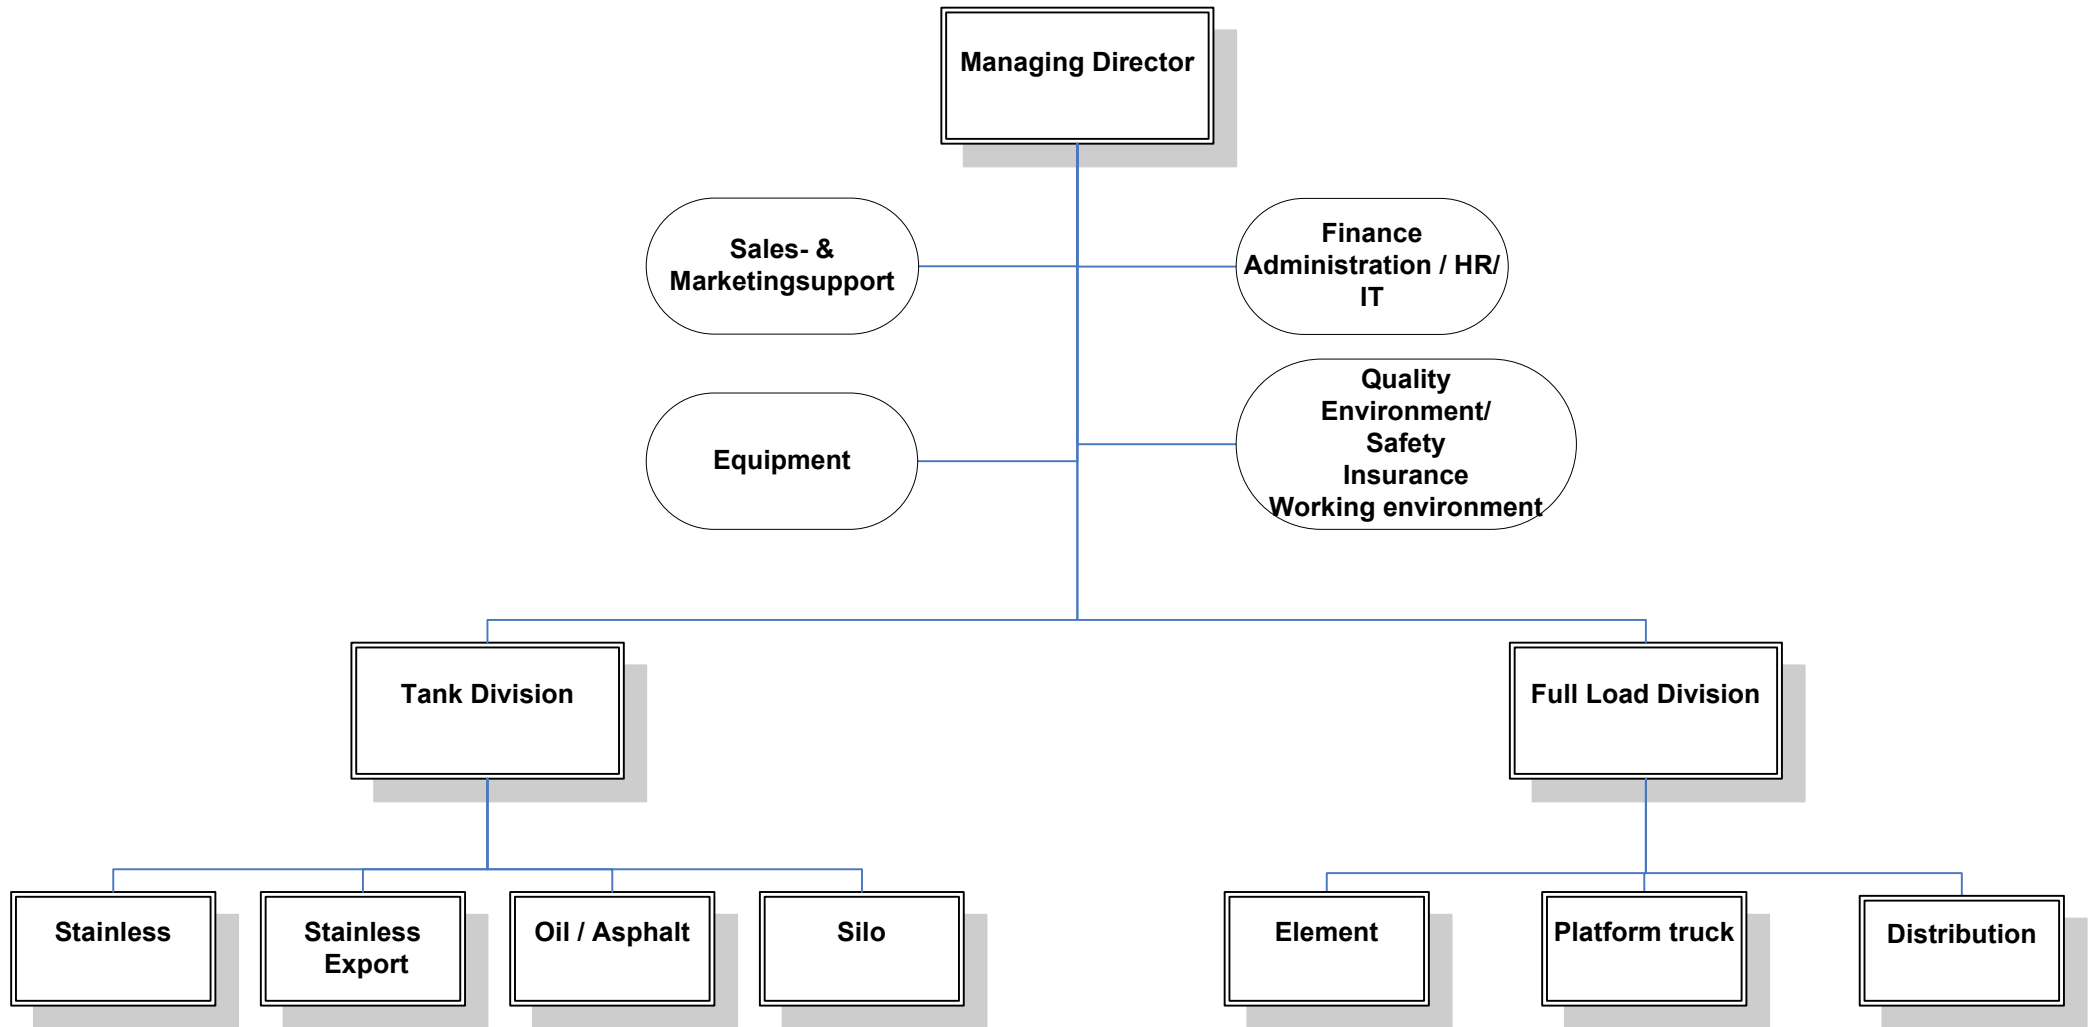 Managing Director
Sales- &
Marketingsupport
Finance
Administration / HR/
IT
Equipment
Quality
Environment/
Safety
Insurance
Working environment
Tank Division
Full Load Division
Stainless
Stainless
Export
Oil / Asphalt
Silo
Element
Platform truck
Distribution